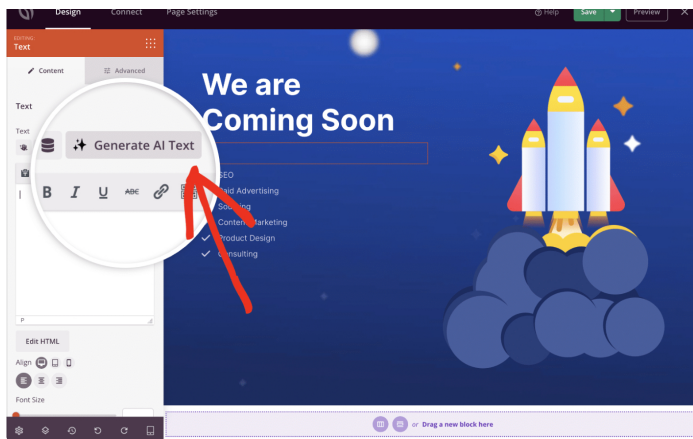 Design Connect Page Settings Help Save Preview
EDITING
Text
Content Advanced
Text
Text
Generate AI Text
B I U ABC
P
Edit HTML
Align
Font Size
We are
Coming Soon
SEO
Paid Advertising
Content Marketing
Product Design
Consulting
or Drag a new block here